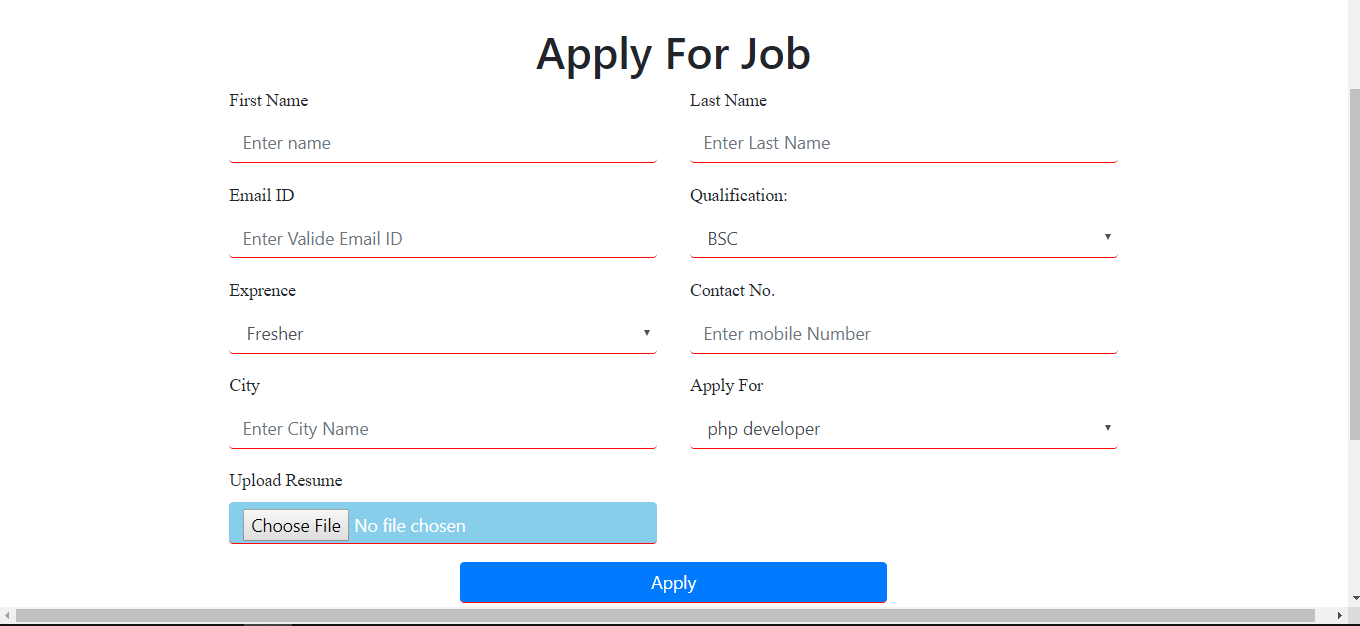 Apply For Job
First Name
Last Name
Enter name
Enter Last Name
Email ID
Qualification:
Enter Valide Email ID
BSC
Exprence
Contact No.
Fresher
Enter mobile Number
City
Apply For
Enter City Name
php developer
Upload Resume
Choose File No file chosen
Apply